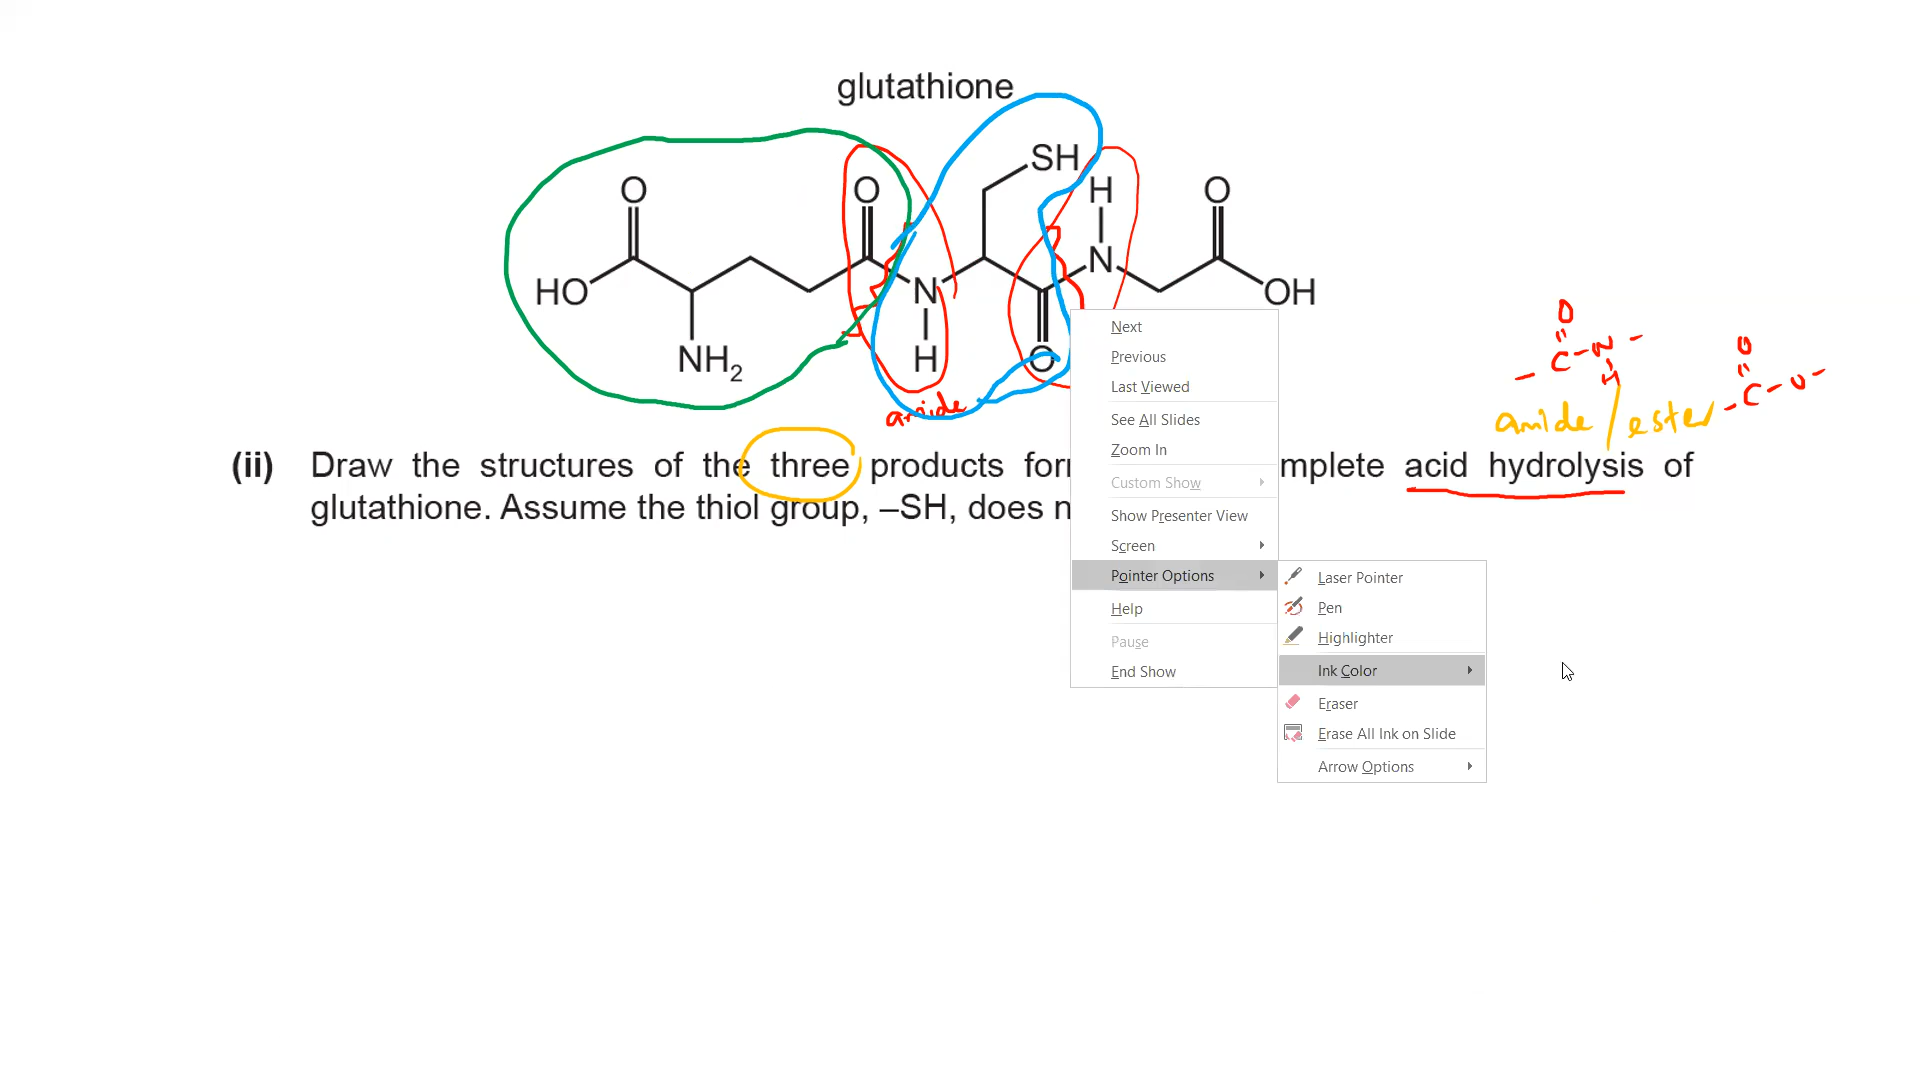 glutathione
SH
O
O
H
O
HO
N
N
OH
NH2
H
O
amide
O
C-N-
H
O
-C-O-
amide / ester
(ii) Draw the structures of the three products for mplete acid hydrolysis of
glutathione. Assume the thiol group, –SH, does n
Next
Previous
Last Viewed
See All Slides
Zoom In
Custom Show
Show Presenter View
Screen
Pointer Options
Help
Pause
End Show
Laser Pointer
Pen
Highlighter
Ink Color
Eraser
Erase All Ink on Slide
Arrow Options